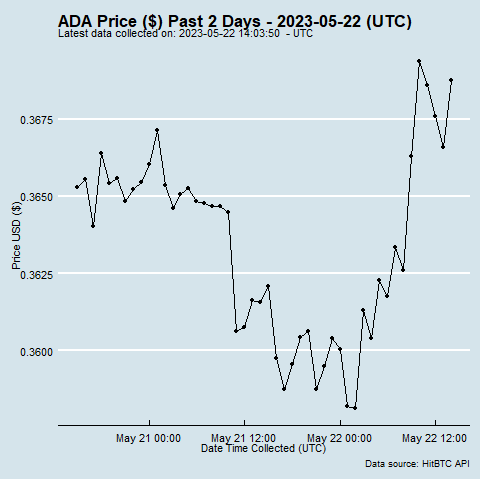 ADA Price ($) Past 2 Days - 2023-05-22 (UTC)
Latest data collected on: 2023-05-22 14:03:50 - UTC
Price USD ($)
0.3675
0.3650
0.3625
0.3600
May 21 00:00 May 21 12:00 May 22 00:00 May 22 12:00
Date Time Collected (UTC)
Data source: HitBTC API